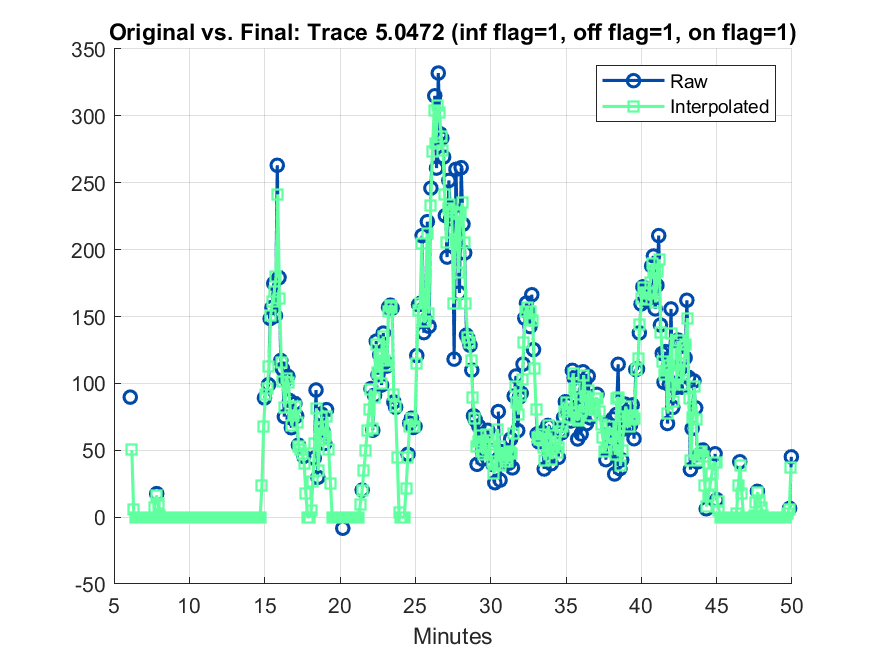 Original vs. Final: Trace 5.0472 (inf flag=1, off flag=1, on flag=1)
350
300
250
200
150
100
50
0
-50
Raw
Interpolated
5 10 15 20 25 30 35 40 45 50
Minutes